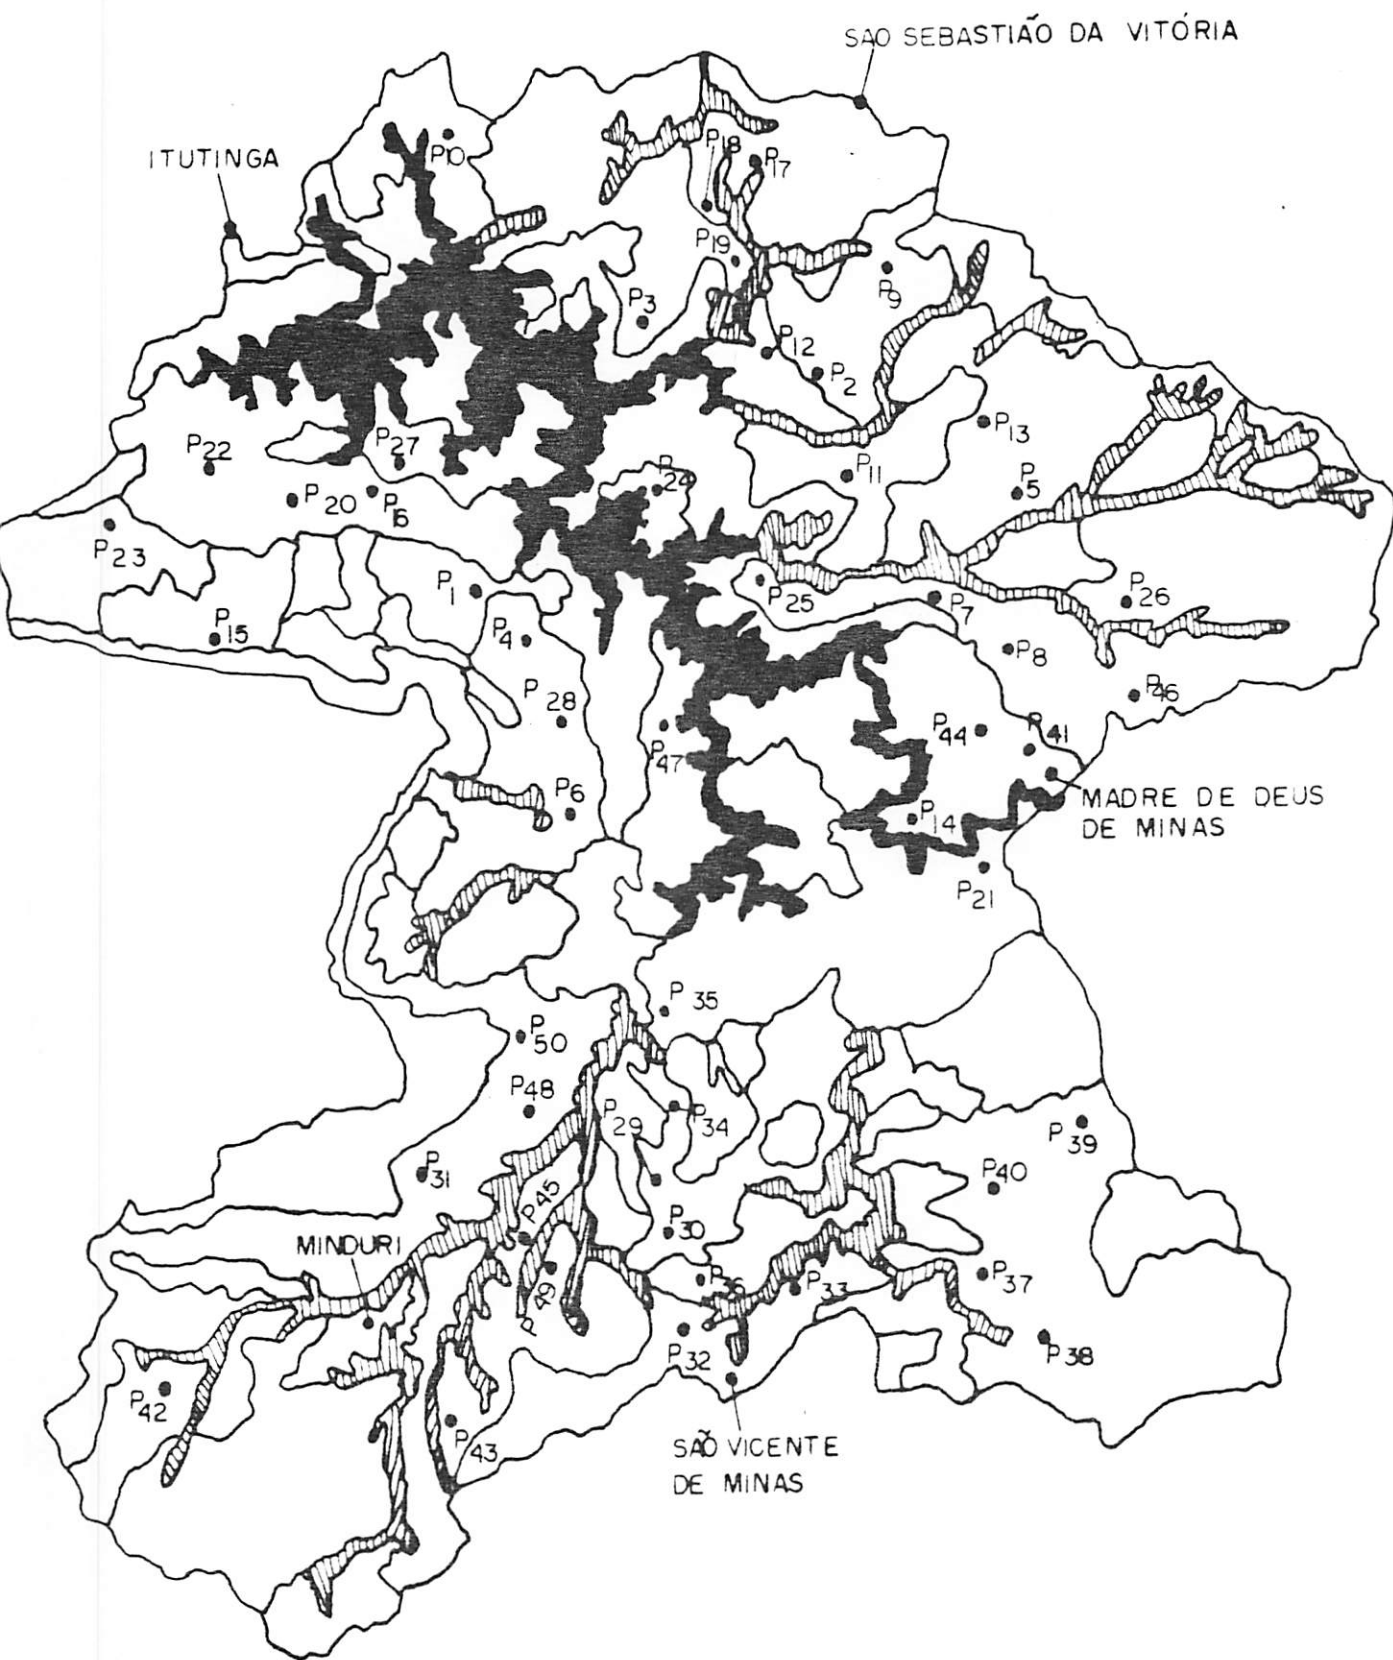 SÃO SEBASTIÃO DA VITÓRIA
ITUTINGA
P10
P18
P17
P19
P9
P3
P12
P2
P13
P22
P27
P24
P11
P5
P20
P16
P23
P1
P25
P7
P26
P15
P4
P8
P28
P46
P47
P44
P41
P6
MADRE DE DEUS
DE MINAS
P14
P21
P35
P50
P48
P29
P34
P39
P31
P40
P45
P30
MINDURI
P49
P36
P33
P37
P32
P38
P42
P43
SÃO VICENTE
DE MINAS